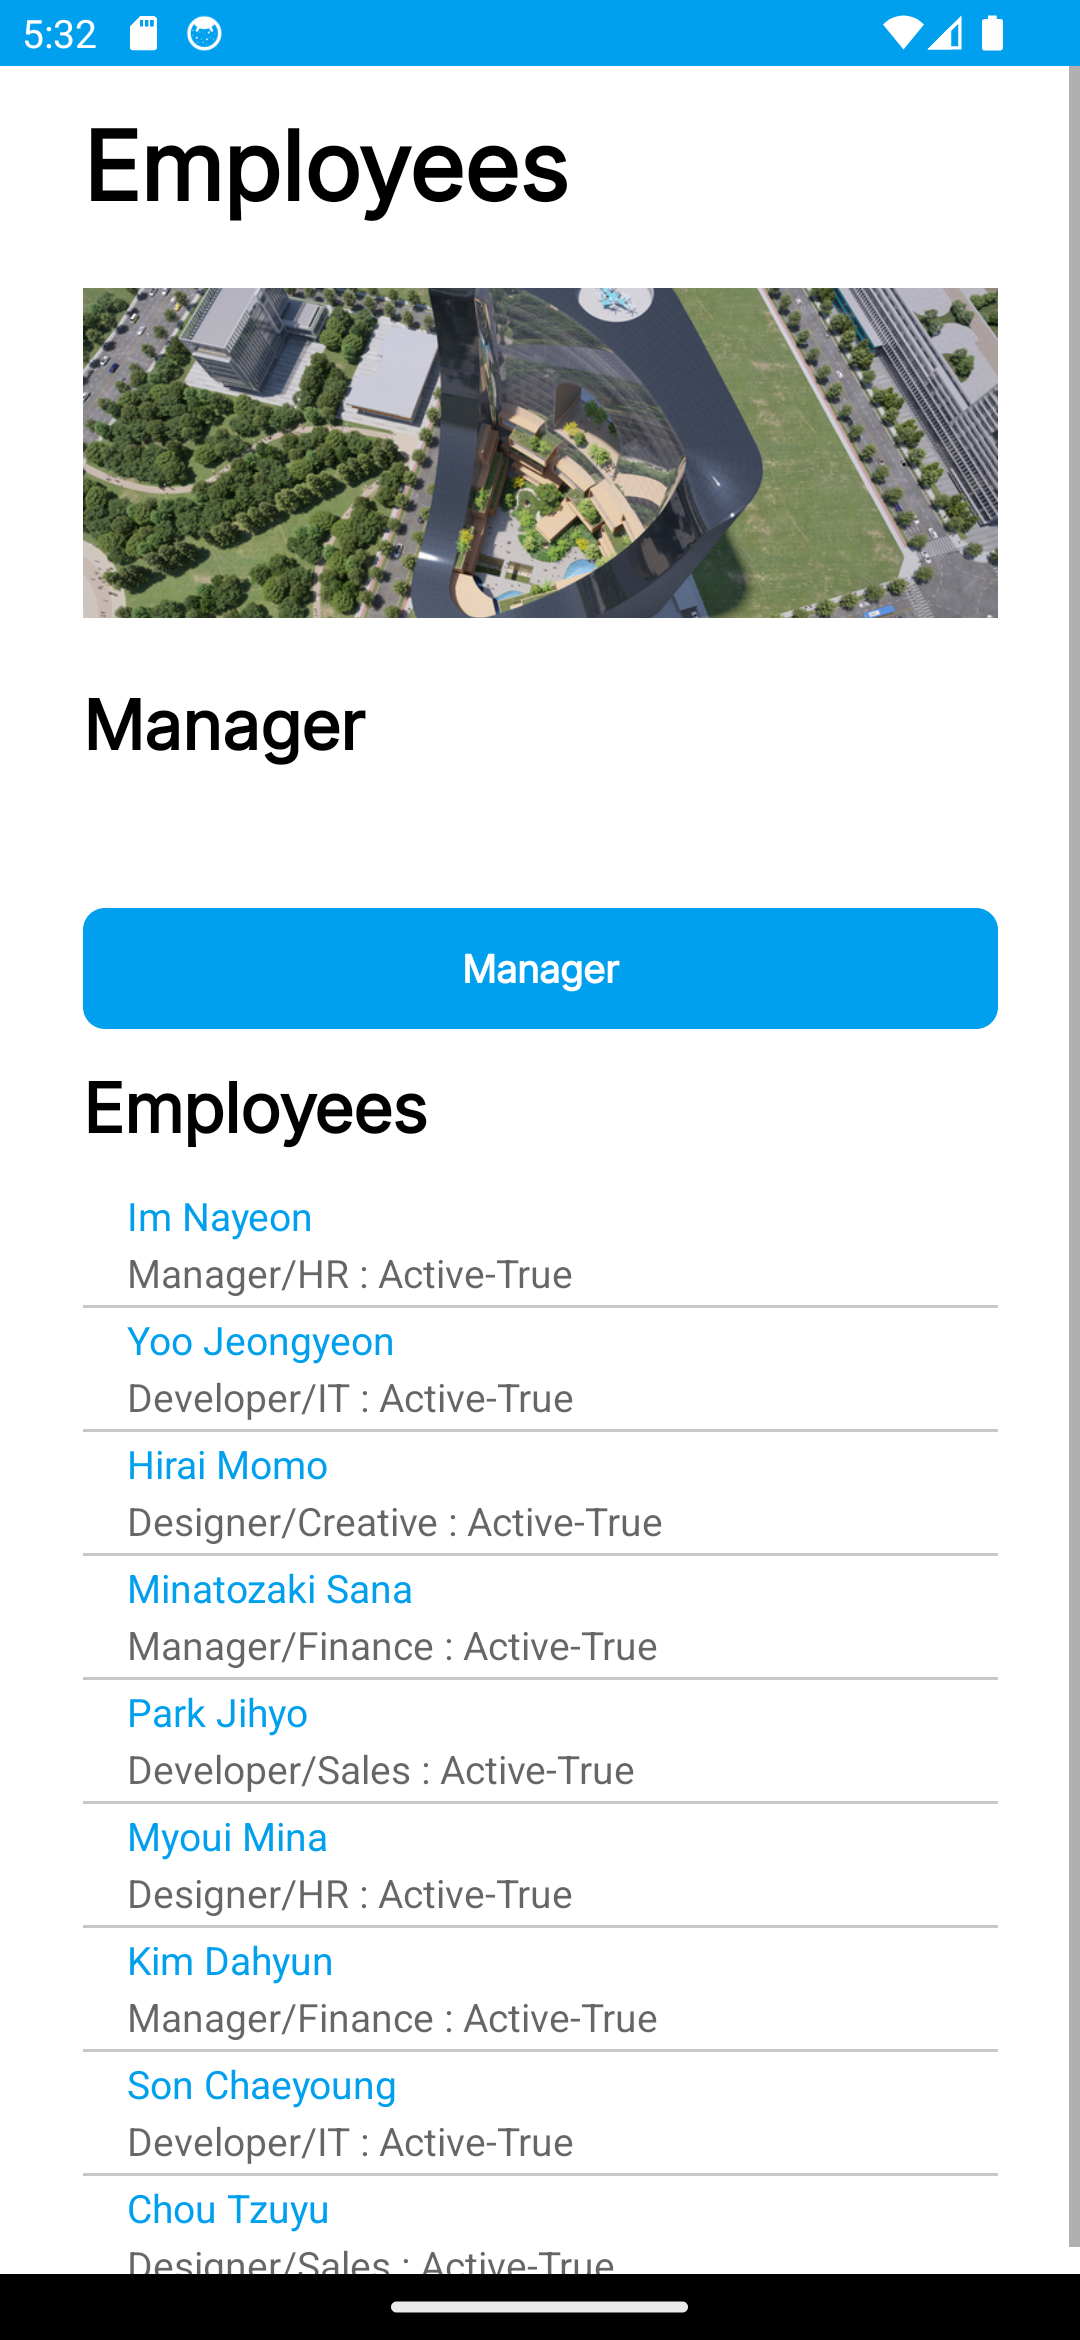 5:32
Employees
Manager
Manager
Employees
Im Nayeon
Manager/HR : Active-True
Yoo Jeongyeon
Developer/IT : Active-True
Hirai Momo
Designer/Creative : Active-True
Minatozaki Sana
Manager/Finance : Active-True
Park Jihyo
Developer/Sales : Active-True
Myoui Mina
Designer/HR : Active-True
Kim Dahyun
Manager/Finance : Active-True
Son Chaeyoung
Developer/IT : Active-True
Chou Tzuyu
Designer/Sales : Active-True